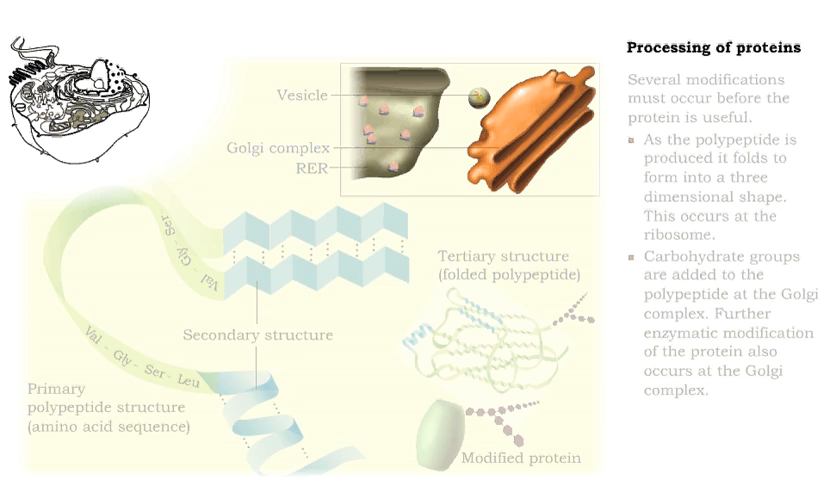 Processing of proteins
Several modifications
must occur before the
protein is useful.
As the polypeptide is
produced it folds to
form into a three
dimensional shape.
This occurs at the
ribosome.
Carbohydrate groups
are added to the
polypeptide at the Golgi
complex. Further
enzymatic modification
of the protein also
occurs at the Golgi
complex.
Vesicle
Golgi complex
RER
Val - Gly - Ser
Tertiary structure
(folded polypeptide)
Secondary structure
Val - Gly - Ser - Leu
Primary
polypeptide structure
(amino acid sequence)
Modified protein